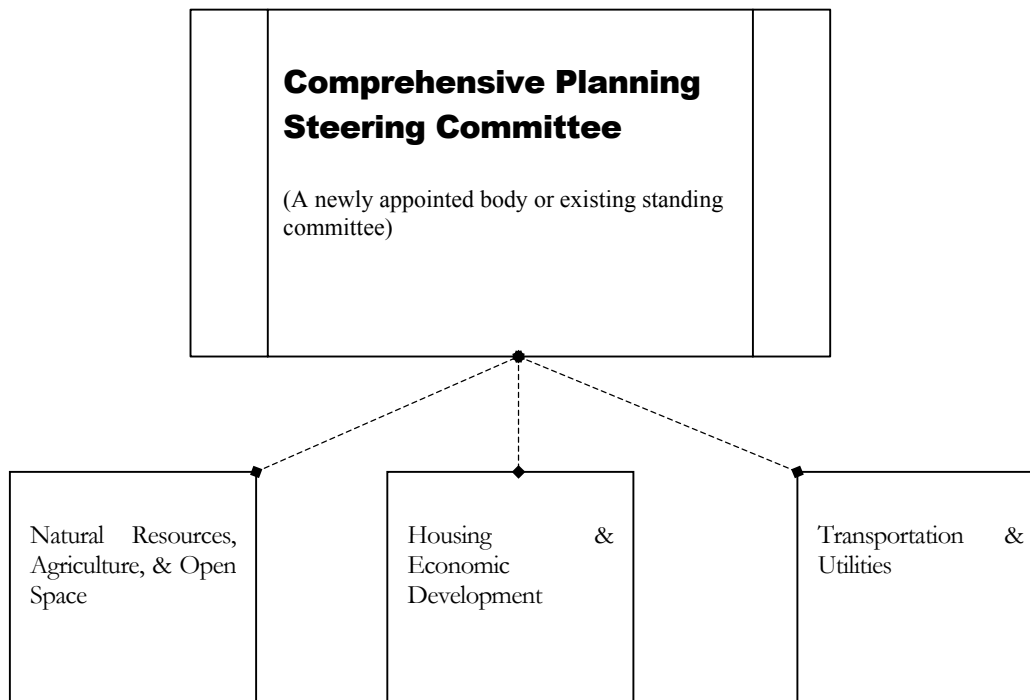 Comprehensive Planning
Steering Committee
(A newly appointed body or existing standing
committee)
Natural Resources,
Agriculture, & Open
Space
Housing &
Economic
Development
Transportation &
Utilities